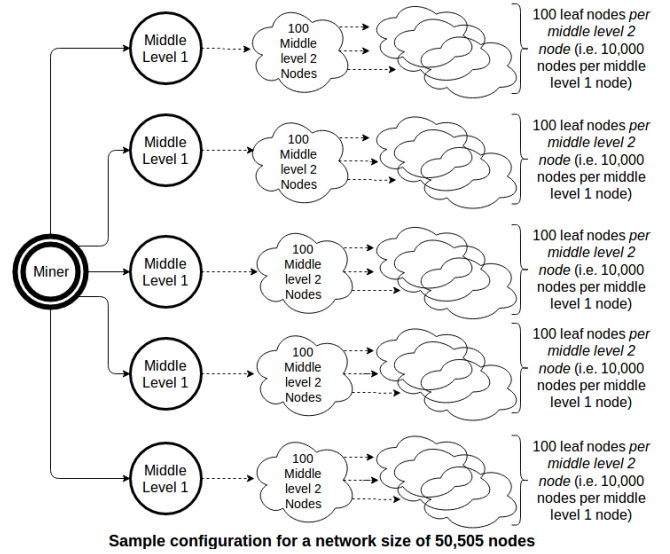 Miner
Middle
Level 1
100
Middle
level 2
Nodes
100 leaf nodes per
middle level 2
node (i.e. 10,000
nodes per middle
level 1 node)
Middle
Level 1
100
Middle
level 2
Nodes
100 leaf nodes per
middle level 2
node (i.e. 10,000
nodes per middle
level 1 node)
Middle
Level 1
100
Middle
level 2
Nodes
100 leaf nodes per
middle level 2
node (i.e. 10,000
nodes per middle
level 1 node)
Middle
Level 1
100
Middle
level 2
Nodes
100 leaf nodes per
middle level 2
node (i.e. 10,000
nodes per middle
level 1 node)
Middle
Level 1
100
Middle
level 2
Nodes
100 leaf nodes per
middle level 2
node (i.e. 10,000
nodes per middle
level 1 node)
Sample configuration for a network size of 50,505 nodes